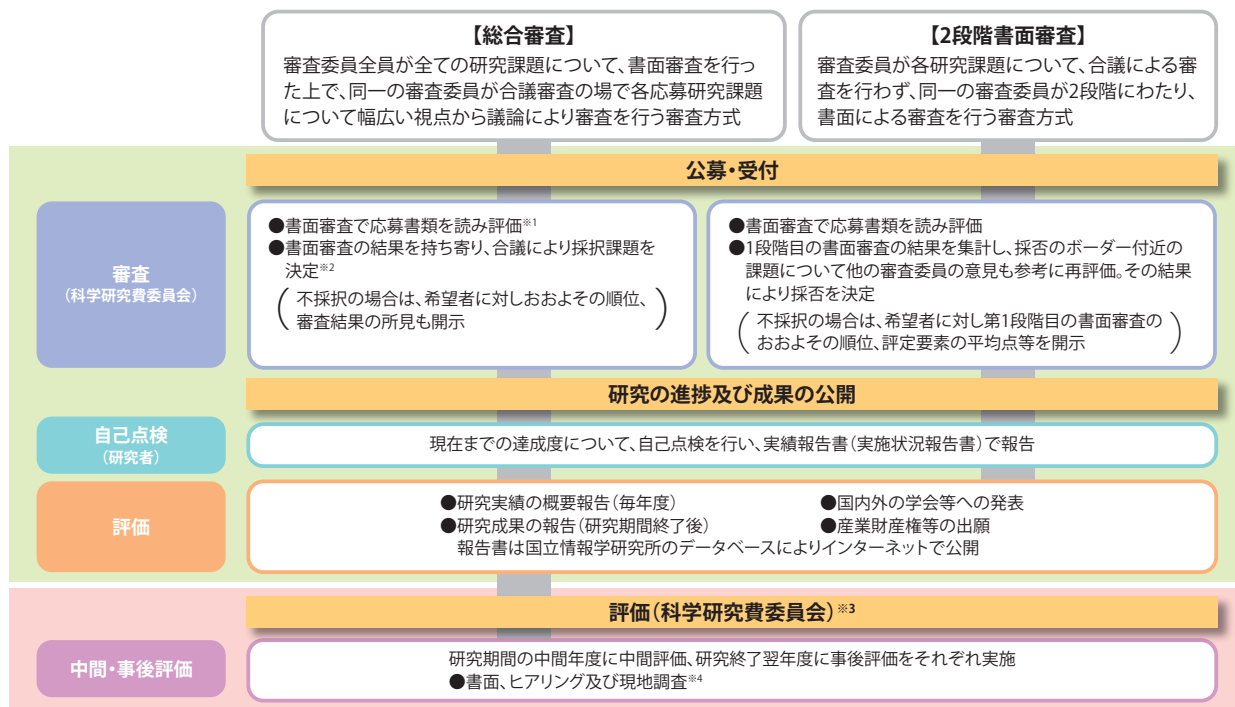 【総合審査】
審査委員全員が全ての研究課題について、書面審査を行っ
た上で、同一の審査委員が合議審査の場で各応募研究課題
について幅広い視点から議論により審査を行う審査方式
【2段階書面審査】
審査委員が各研究課題について、合議による審
査を行わず、同一の審査委員が2段階にわたり、
書面による審査を行う審査方式
公募・受付
審査
(科学研究費委員会)
●書面審査で応募書類を読み評価※1
●書面審査の結果を持ち寄り、合議により採択課題を
決定※2
(不採択の場合は、希望者に対しおおよその順位、
審査結果の所見も開示)
●書面審査で応募書類を読み評価
●1段階目の書面審査の結果を集計し、採否のボーダー付近の
課題について他の審査委員の意見も参考に再評価。その結果
により採否を決定
(不採択の場合は、希望者に対し第1段階目の書面審査の
おおよその順位、評定要素の平均点等を開示)
研究の進捗及び成果の公開
自己点検
(研究者)
現在までの達成度について、自己点検を行い、実績報告書(実施状況報告書)で報告
評価
●研究実績の概要報告(毎年度)
●研究成果の報告(研究期間終了後)
●国内外の学会等への発表
●産業財産権等の出願
報告書は国立情報学研究所のデータベースによりインターネットで公開
評価(科学研究費委員会)※3
中間・事後評価
研究期間の中間年度に中間評価、研究終了翌年度に事後評価をそれぞれ実施
●書面、ヒアリング及び現地調査※4